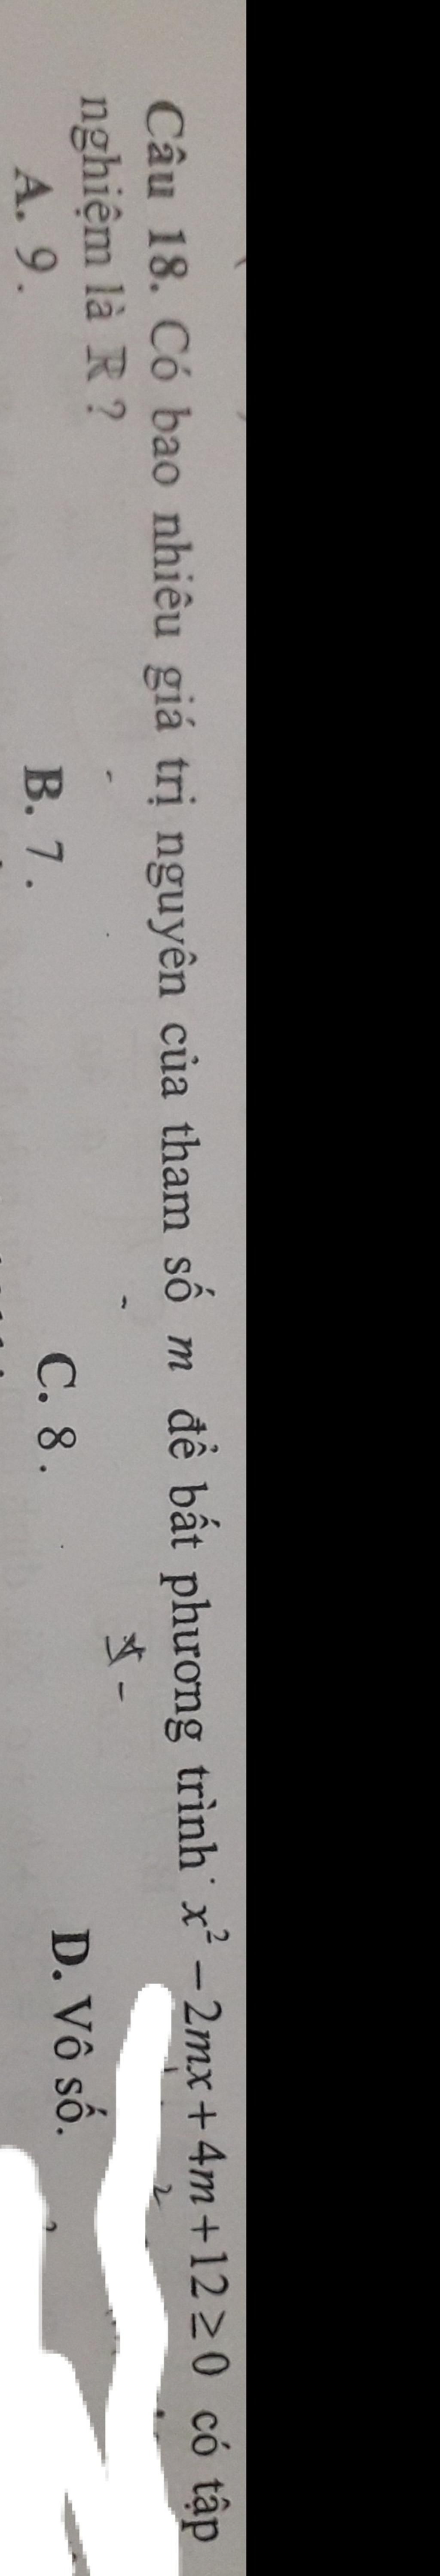 Câu 18. Có bao nhiêu giá trị nguyên của tham số m để bất phương trình x² − 2mx + 4m + 12 ≥ 0 có tập
nghiệm là ℝ ?
A. 9 . B. 7 . C. 8 . D. Vô số.